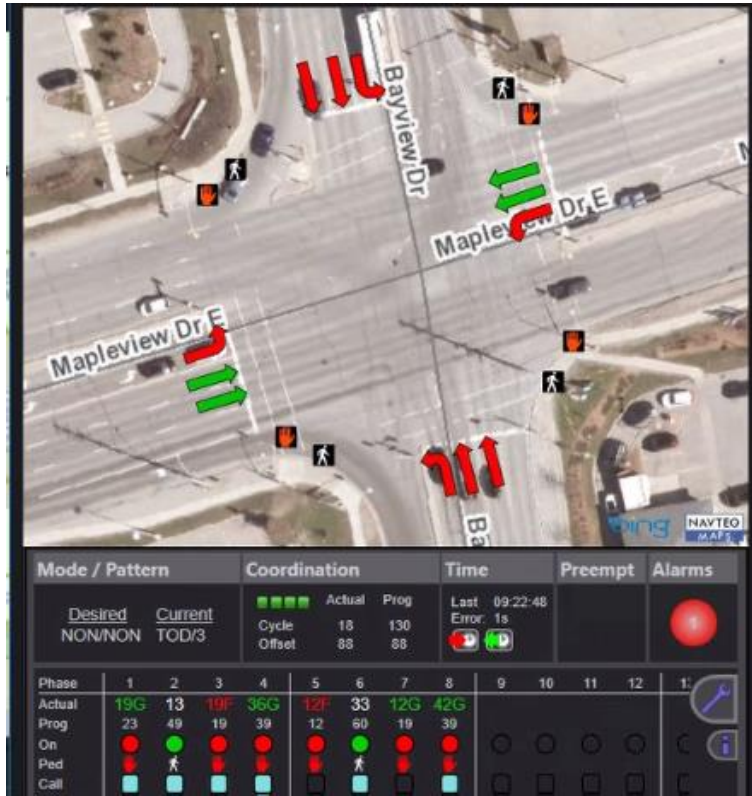 Bayview Dr
Mapleview Dr E
Mapleview Dr E
Ba
bing NAVTEQ
MAPS
Mode / Pattern Coordination Time Preempt Alarms
Desired Current
NON/NON TOD/3
Actual Prog
Cycle 18 130
Offset 88 88
Last 09:22:48
Error: 1s
1
Phase 1 2 3 4 5 6 7 8 9 10 11 12 1
Actual 19G 13 19F 36G 12F 33 12G 42G
Prog 23 49 19 39 12 60 19 39
On
Ped
Call